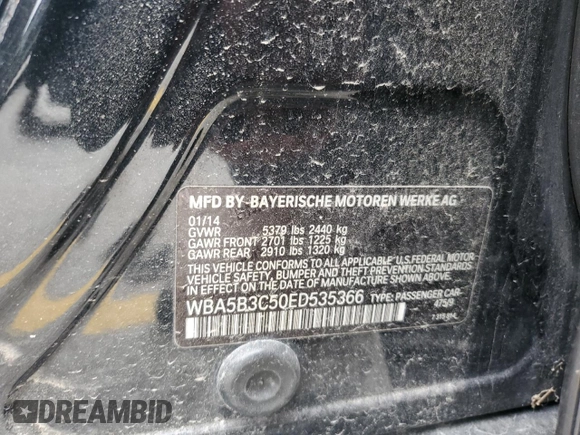 MFD BY-BAYERISCHE MOTOREN WERKE AG
01/14
GVWR 5379 lbs 2440 kg
GAWR FRONT 2701 lbs 1225 kg
GAWR REAR 2910 lbs 1320 kg
THIS VEHICLE CONFORMS TO ALL APPLICABLE U.S. FEDERAL MOTOR
VEHICLE SAFETY, BUMPER AND THEFT PREVENTION STANDARDS
IN EFFECT ON THE DATE OF MANUFACTURE SHOWN ABOVE.
WBA5B3C50ED535366 TYPE: PASSENGER CAR-
475B
DREAMBID